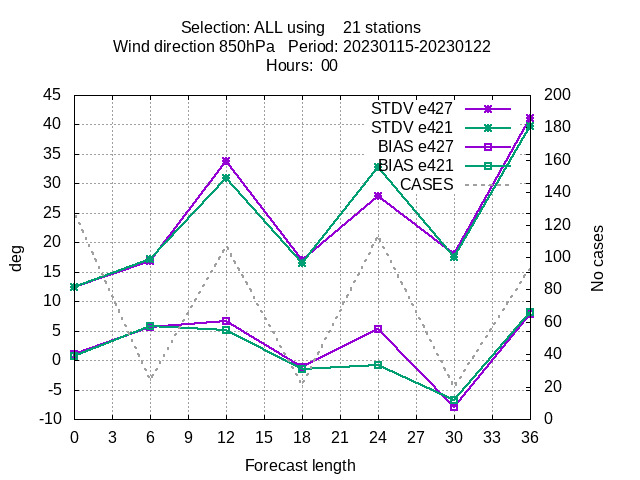 Selection: ALL using    21 stations
Wind direction 850hPa   Period: 20230115-20230122
Hours:  00
STDV e427
STDV e421
BIAS e427
BIAS e421
CASES
deg
No cases
45
40
35
30
25
20
15
10
5
0
-5
-10
200
180
160
140
120
100
80
60
40
20
0
0 3 6 9 12 15 18 21 24 27 30 33 36
Forecast length